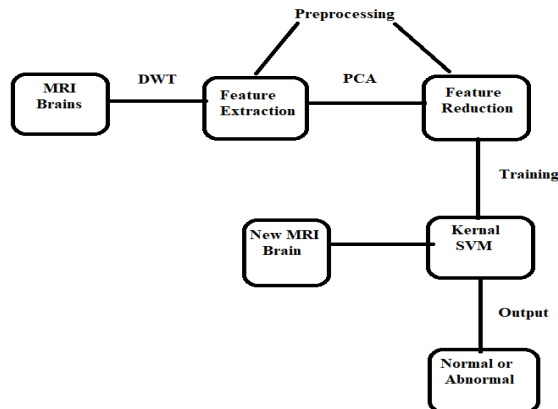 Preprocessing
MRI
Brains
DWT
Feature
Extraction
PCA
Feature
Reduction
Training
New MRI
Brain
Kernal
SVM
Output
Normal or
Abnormal